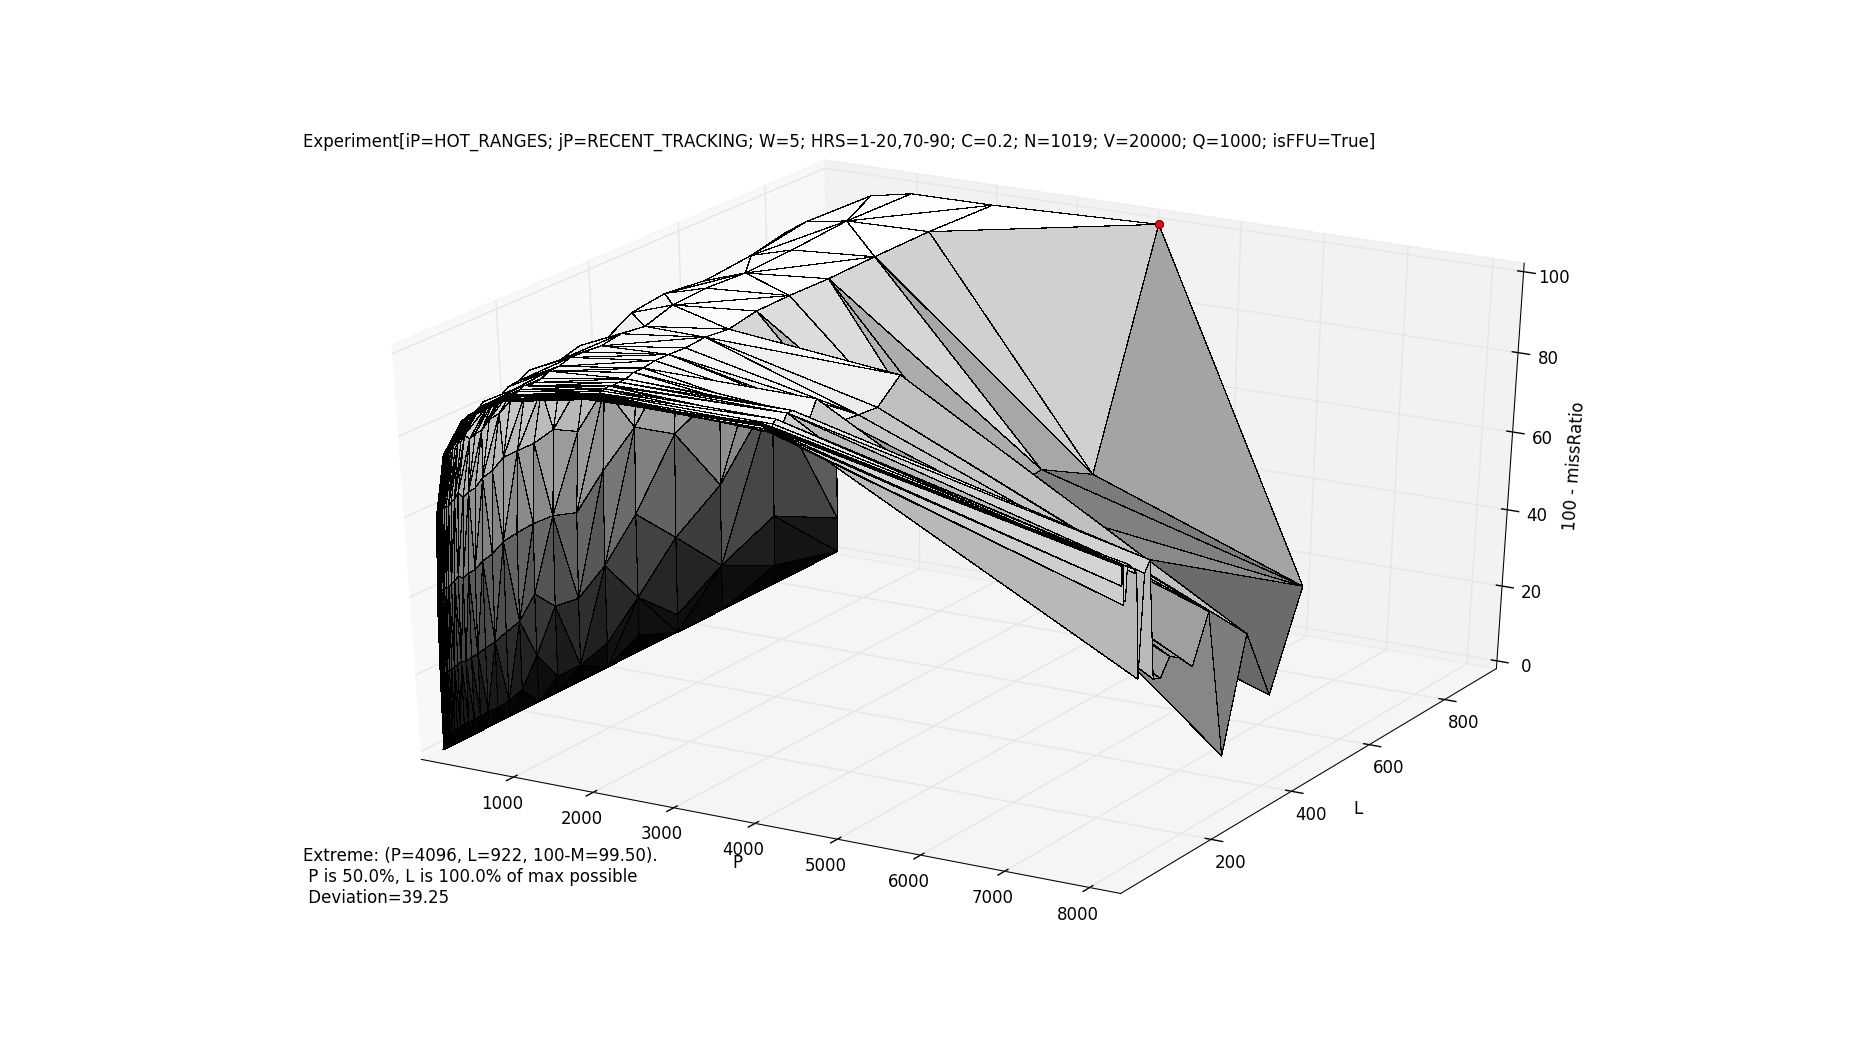 Experiment[iP=HOT_RANGES; jP=RECENT_TRACKING; W=5; HRS=1-20,70-90; C=0.2; N=1019; V=20000; Q=1000; isFFU=True]
100
80
60
40
20
0
100 - missRatio
800
600
400
200
L
1000
2000
3000
4000
5000
6000
7000
8000
P
Extreme: (P=4096, L=922, 100-M=99.50).
P is 50.0%, L is 100.0% of max possible
Deviation=39.25